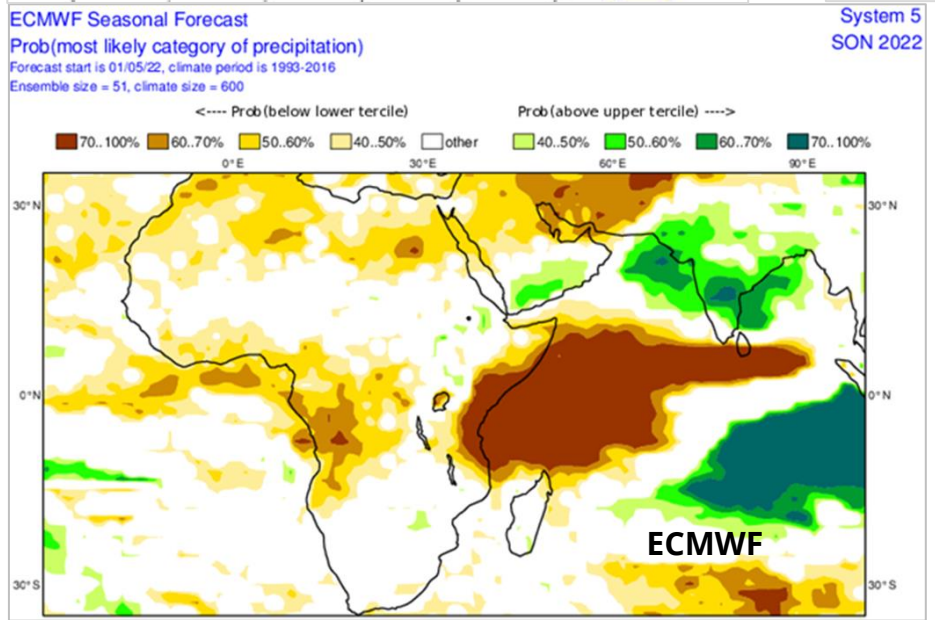 ECMWF Seasonal Forecast
System 5
Prob(most likely category of precipitation)
SON 2022
Forecast start is 01/05/22, climate period is 1993-2016
Ensemble size = 51, climate size = 600
<---- Prob(below lower tercile)
Prob(above upper tercile) ---->
70..100% 60..70% 50..60% 40..50% other 40..50% 50..60% 60..70% 70..100%
0°E 30°E 60°E 90°E
30°N 30°N
0°N 0°N
ECMWF
30°S 30°S